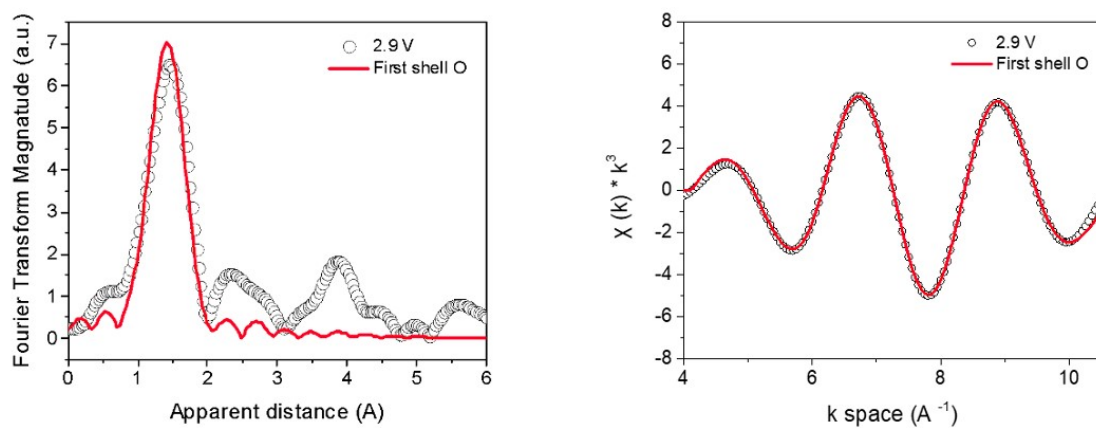 Fourier Transform Magnatude (a.u.)
7
6
5
4
3
2
1
0
2.9 V
First shell O
0 1 2 3 4 5 6
Apparent distance (A)
χ (k) * k³
8
6
4
2
0
-2
-4
-6
-8
2.9 V
First shell O
4 6 8 10
k space (A ⁻¹)